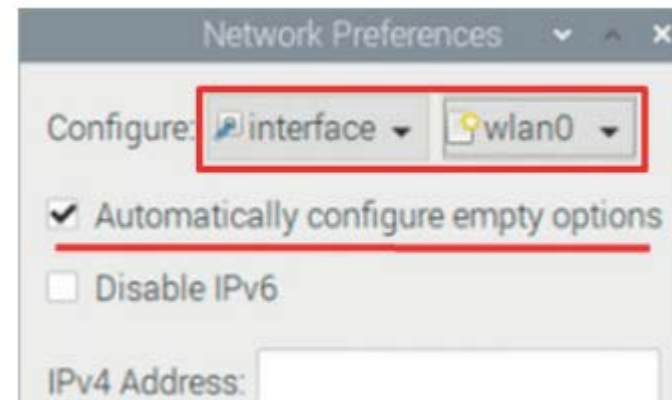 Network Preferences
Configure: interface wlan0
Automatically configure empty options
Disable IPv6
IPv4 Address: